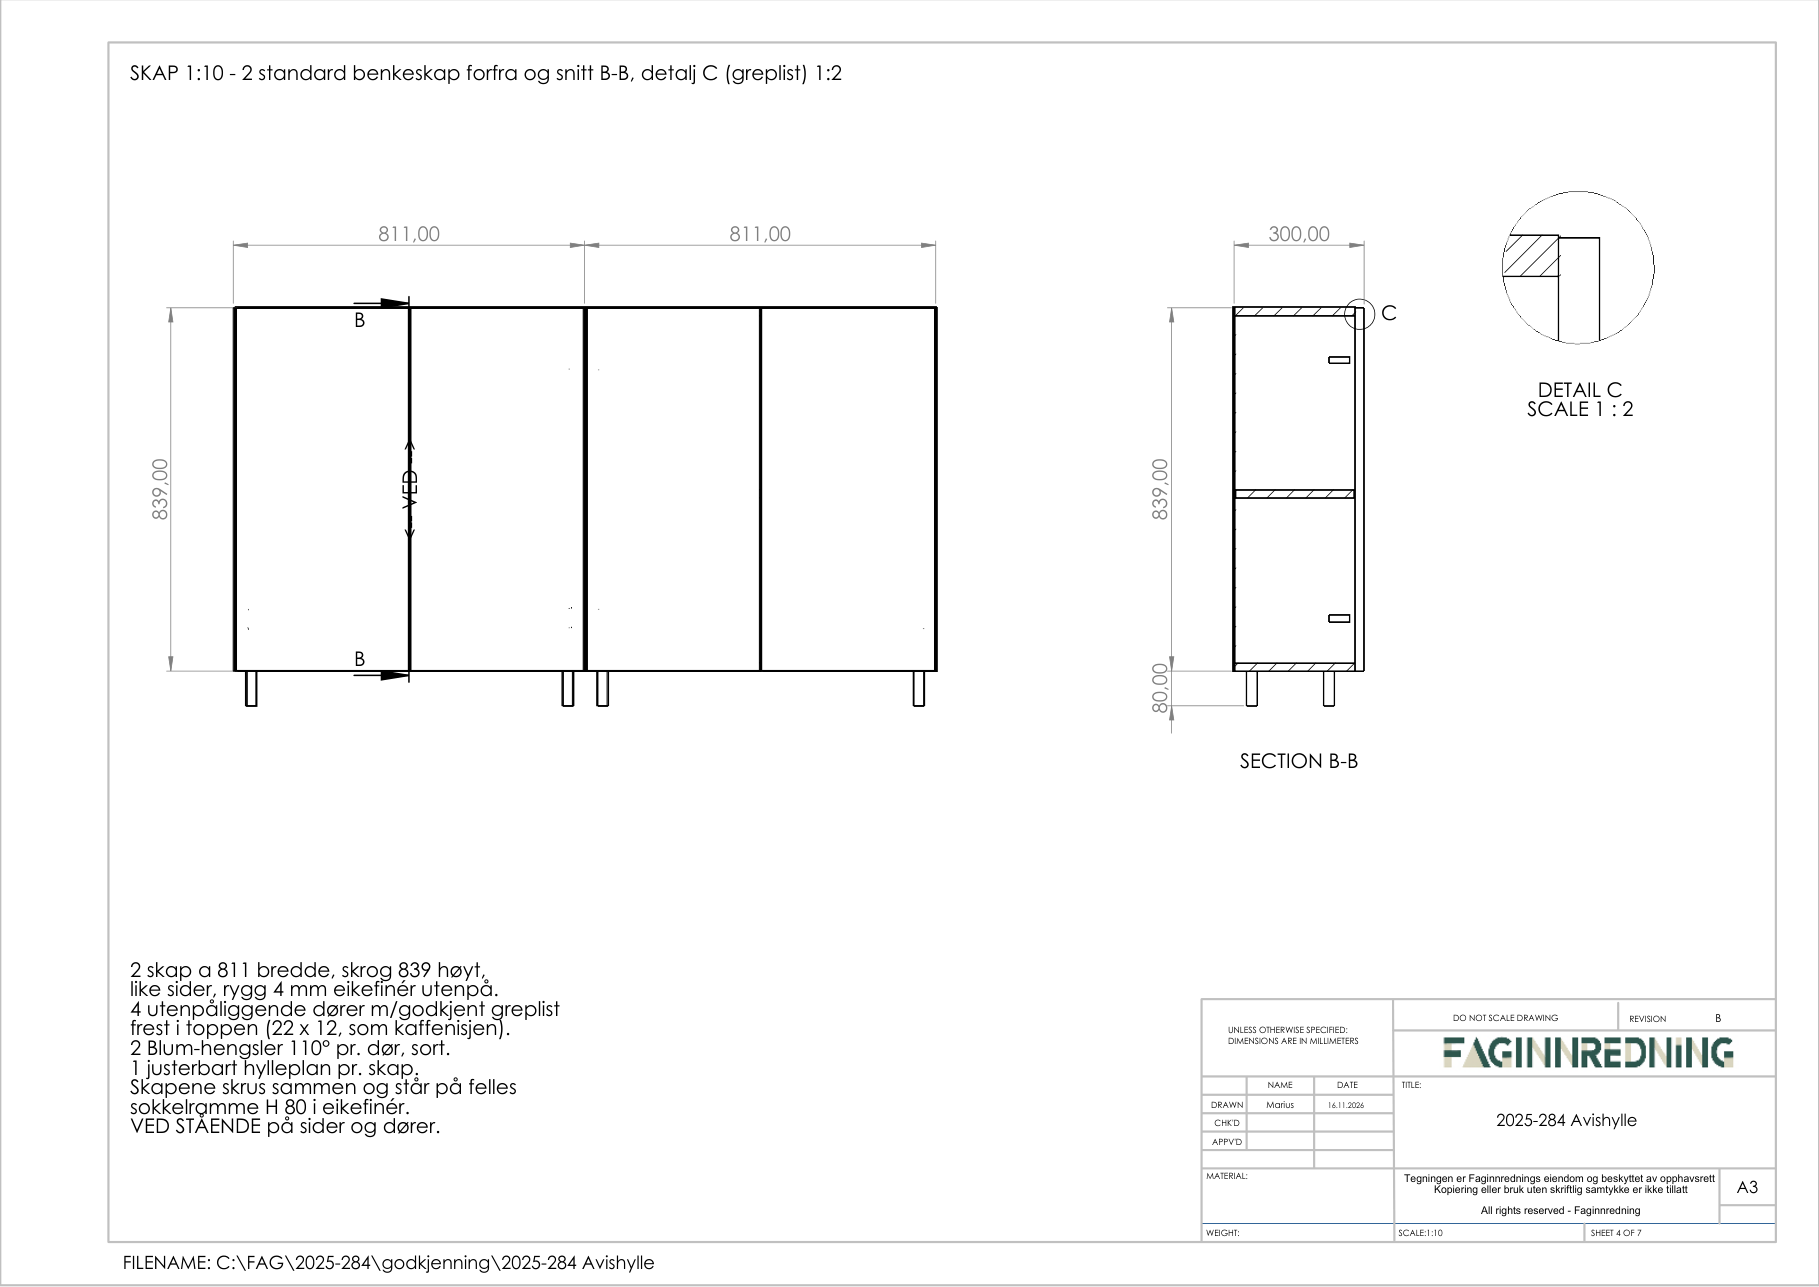 SKAP 1:10 - 2 standard benkeskap forfra og snitt B-B, detalj C (greplist) 1:2
811,00
811,00
300,00
B
C
DETAIL C
SCALE 1 : 2
839,00
<-- VED -->
839,00
B
80,00
SECTION B-B
2 skap a 811 bredde, skrog 839 høyt,
like sider, rygg 4 mm eikefinér utenpå.
4 utenpåliggende dører m/godkjent greplist
frest i toppen (22 x 12, som kaffenisjen).
2 Blum-hengsler 110° pr. dør, sort.
1 justerbart hylleplan pr. skap.
Skapene skrus sammen og står på felles
sokkelramme H 80 i eikefinér.
VED STÅENDE på sider og dører.
UNLESS OTHERWISE SPECIFIED:
DIMENSIONS ARE IN MILLIMETERS
DO NOT SCALE DRAWING
REVISION
B
FAGINNREDNiNG
NAME
DATE
TITLE:
DRAWN
Marius
16.11.2026
2025-284 Avishylle
CHK'D
APPV'D
MATERIAL:
Tegningen er Faginnrednings eiendom og beskyttet av opphavsrett
Kopiering eller bruk uten skriftlig samtykke er ikke tillatt
All rights reserved - Faginnredning
A3
WEIGHT:
SCALE:1:10
SHEET 4 OF 7
FILENAME: C:\FAG\2025-284\godkjenning\2025-284 Avishylle